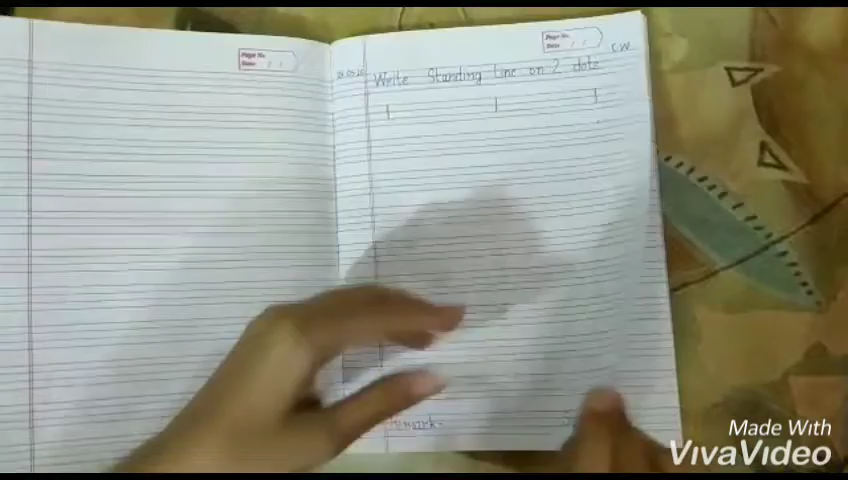 Page No.
Date: / /
Page No.
Date: / /
C.W
Write Standing line on 2 date
| | |
Remark-
Made With
VivaVideo